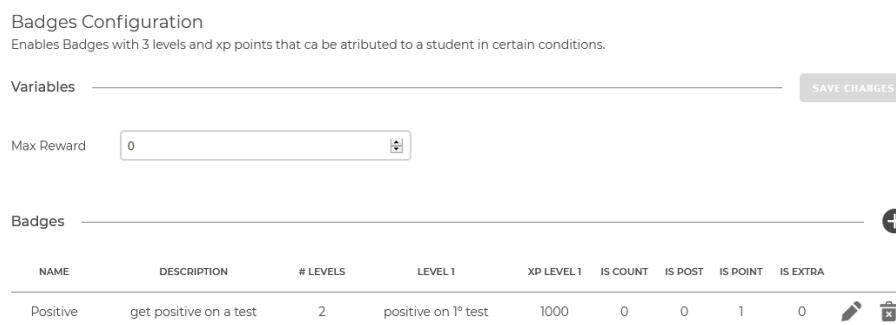 Badges Configuration
Enables Badges with 3 levels and xp points that ca be atributed to a student in certain conditions.
Variables
SAVE CHANGES
Max Reward 0
Badges
NAME DESCRIPTION # LEVELS LEVEL 1 XP LEVEL 1 IS COUNT IS POST IS POINT IS EXTRA
Positive get positive on a test 2 positive on 1º test 1000 0 0 1 0